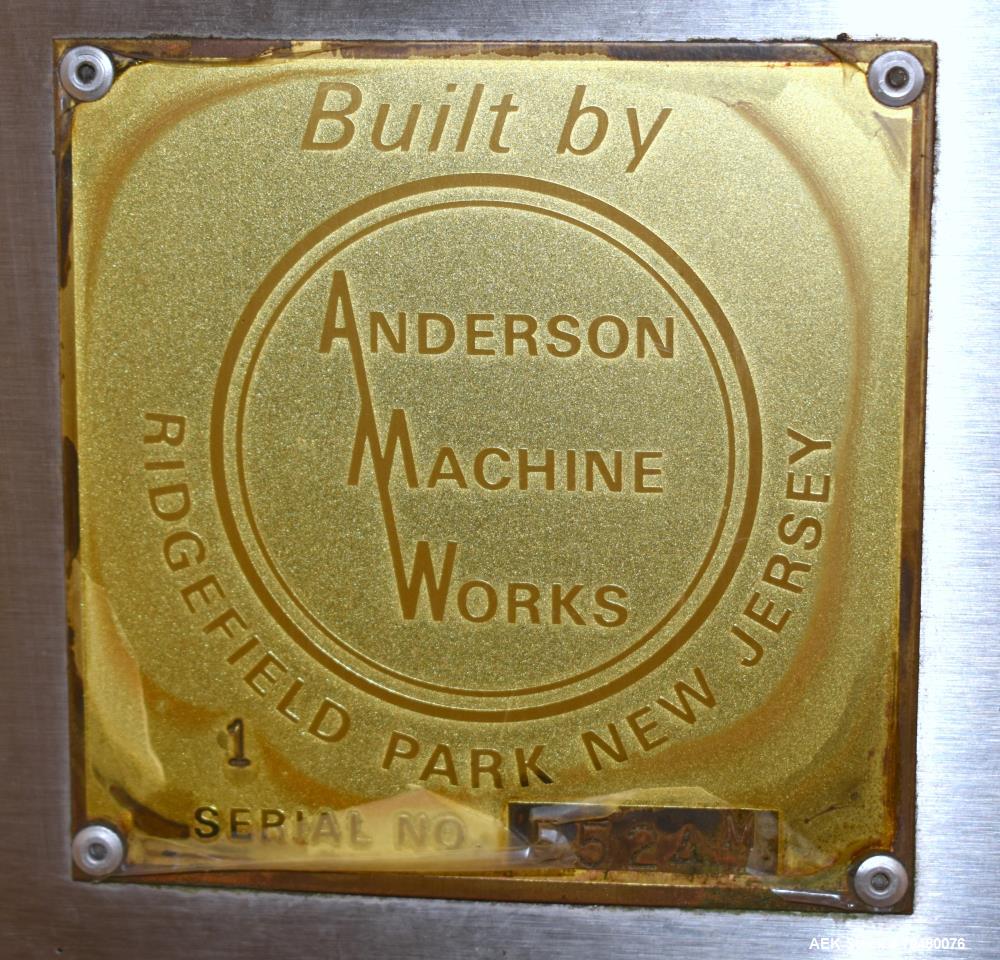 Built by
ANDERSON
MACHINE
WORKS
RIDGEFIELD PARK NEW JERSEY
1
SERIAL NO.